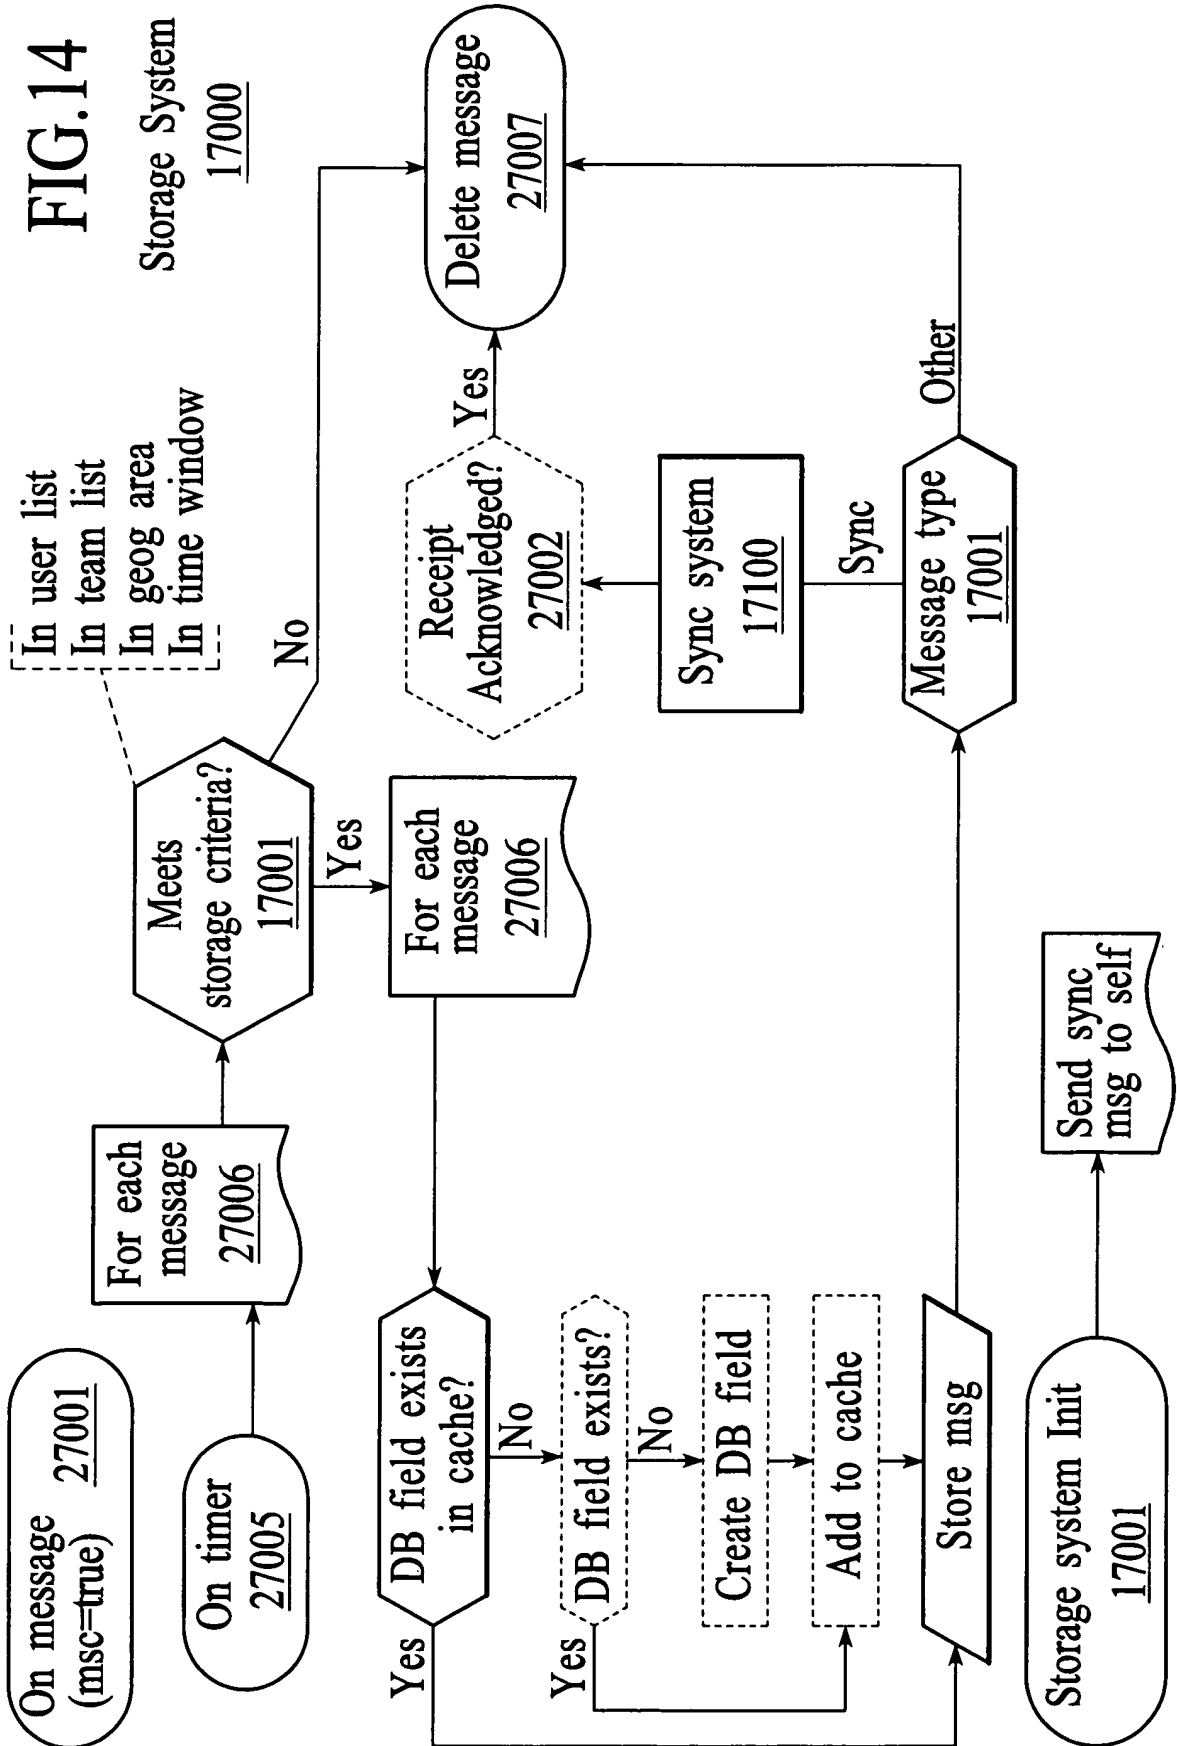 FIG.14
Storage System
17000
On message
(msc=true)
27001
On timer
27005
For each
message
27006
Meets
storage criteria?
17001
In user list
In team list
In geog area
In time window
No
Yes
For each
message
27006
DB field exists
in cache?
Yes
No
DB field exists?
Yes
No
Create DB field
Add to cache
Store msg
Message type
17001
Sync
Other
Sync system
17100
Receipt
Acknowledged?
27002
Yes
Delete message
27007
Storage system Init
17001
Send sync
msg to self